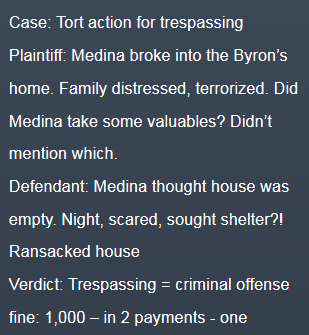 Case: Tort action for trespassing
Plaintiff: Medina broke into the Byron’s
home. Family distressed, terrorized. Did
Medina take some valuables? Didn’t
mention which.
Defendant: Medina thought house was
empty. Night, scared, sought shelter?!
Ransacked house
Verdict: Trespassing = criminal offense
fine: 1,000 – in 2 payments - one